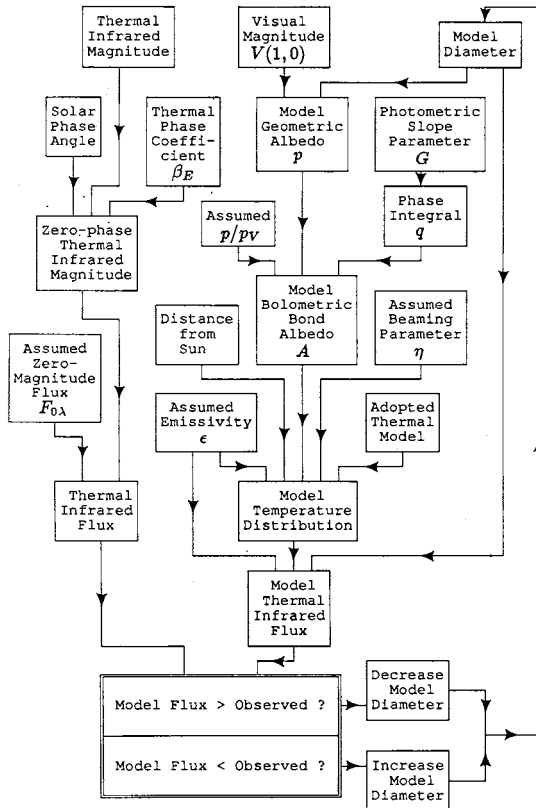 Thermal
Infrared
Magnitude
Visual
Magnitude
V(1,0)
Model
Diameter
Solar
Phase
Angle
Thermal
Phase
Coeffi-
cient
β_E
Model
Geometric
Albedo
p
Photometric
Slope
Parameter
G
Zero-phase
Thermal
Infrared
Magnitude
Assumed
p/p_V
Phase
Integral
q
Distance
from
Sun
Model
Bolometric
Bond
Albedo
A
Assumed
Beaming
Parameter
η
Assumed
Zero-
Magnitude
Flux
F_{0λ}
Assumed
Emissivity
ϵ
Adopted
Thermal
Model
Thermal
Infrared
Flux
Model
Temperature
Distribution
Model
Thermal
Infrared
Flux
Model Flux > Observed ?
Decrease
Model
Diameter
Model Flux < Observed ?
Increase
Model
Diameter